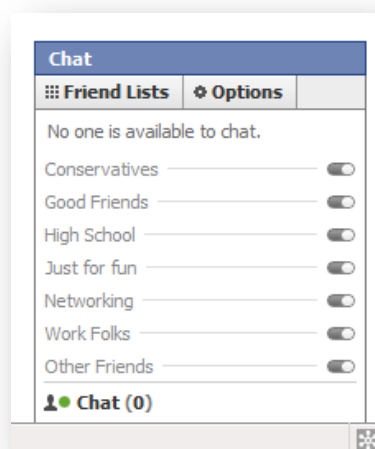 Chat
Friend Lists Options
No one is available to chat.
Conservatives
Good Friends
High School
Just for fun
Networking
Work Folks
Other Friends
Chat (0)